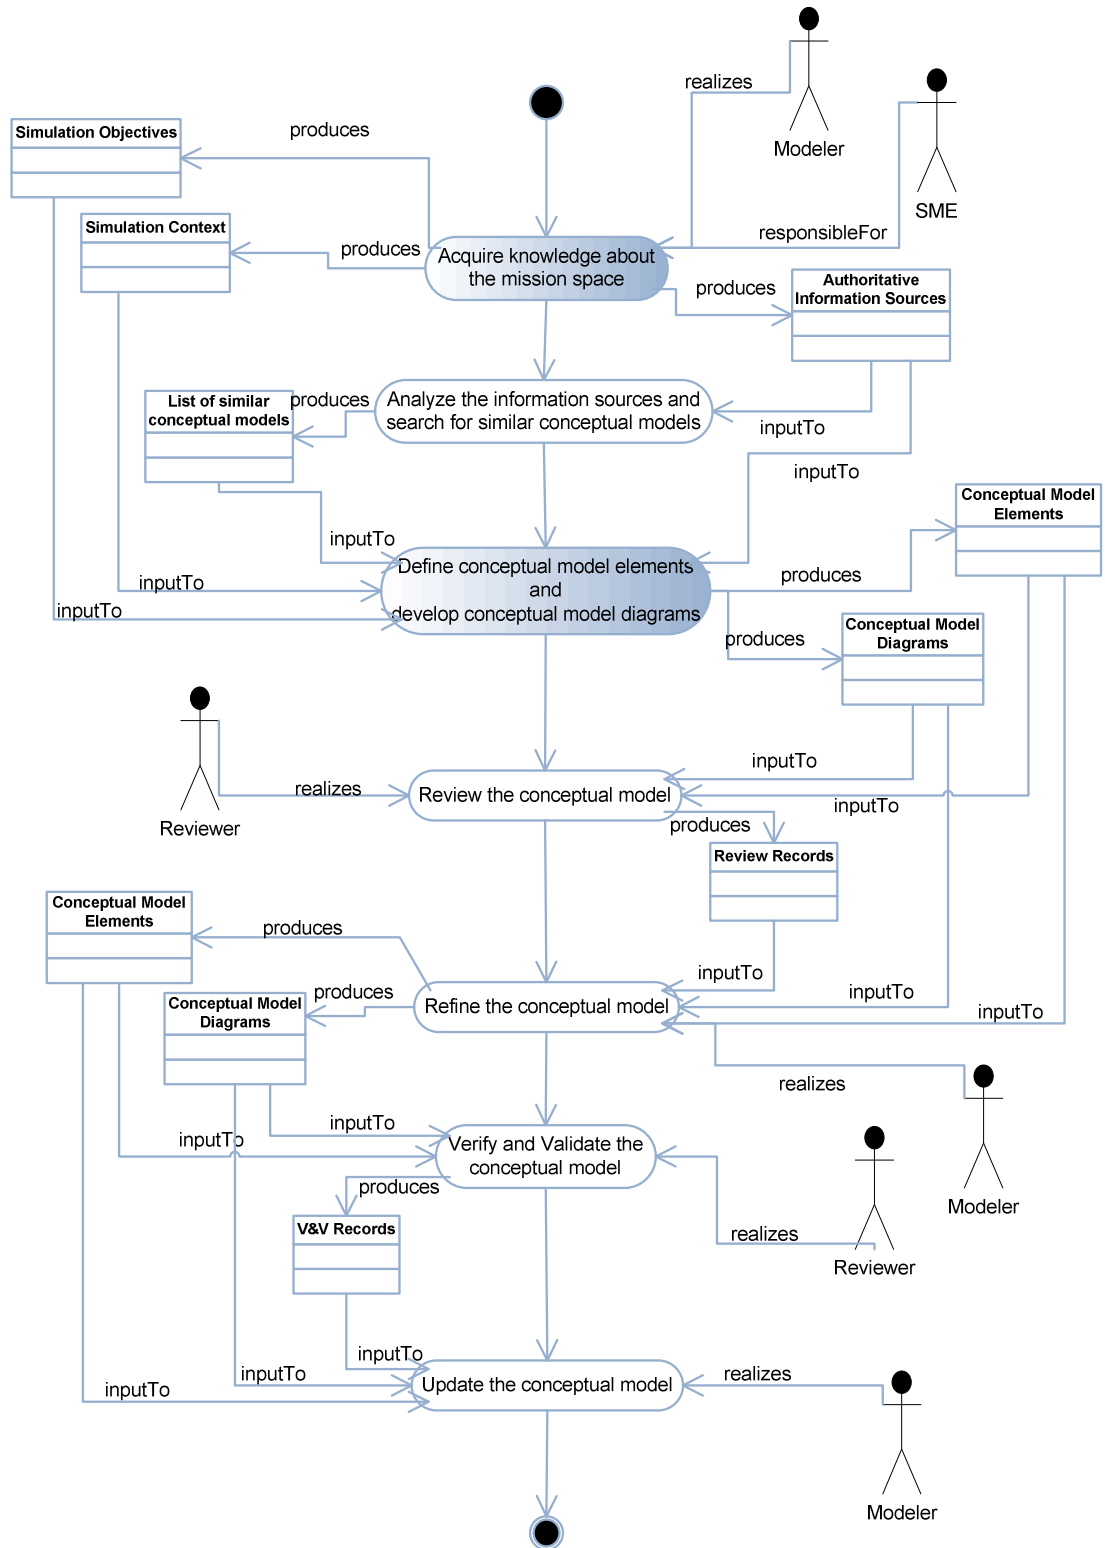 realizes
Modeler
SME
Simulation Objectives
produces
responsibleFor
Simulation Context
produces
Acquire knowledge about
the mission space
produces
Authoritative
Information Sources
List of similar
conceptual models
produces
Analyze the information sources and
search for similar conceptual models
inputTo
inputTo
Conceptual Model
Elements
inputTo
inputTo
inputTo
Define conceptual model elements
and
develop conceptual model diagrams
produces
produces
Conceptual Model
Diagrams
Reviewer
realizes
Review the conceptual model
inputTo
inputTo
produces
Review Records
Conceptual Model
Elements
produces
inputTo
Conceptual Model
Diagrams
produces
Refine the conceptual model
inputTo
inputTo
realizes
Modeler
inputTo
inputTo
Verify and Validate the
conceptual model
produces
V&V Records
realizes
Reviewer
inputTo
inputTo
inputTo
Update the conceptual model
realizes
Modeler